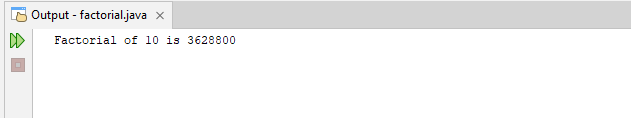 Output - factorial.java
Factorial of 10 is 3628800